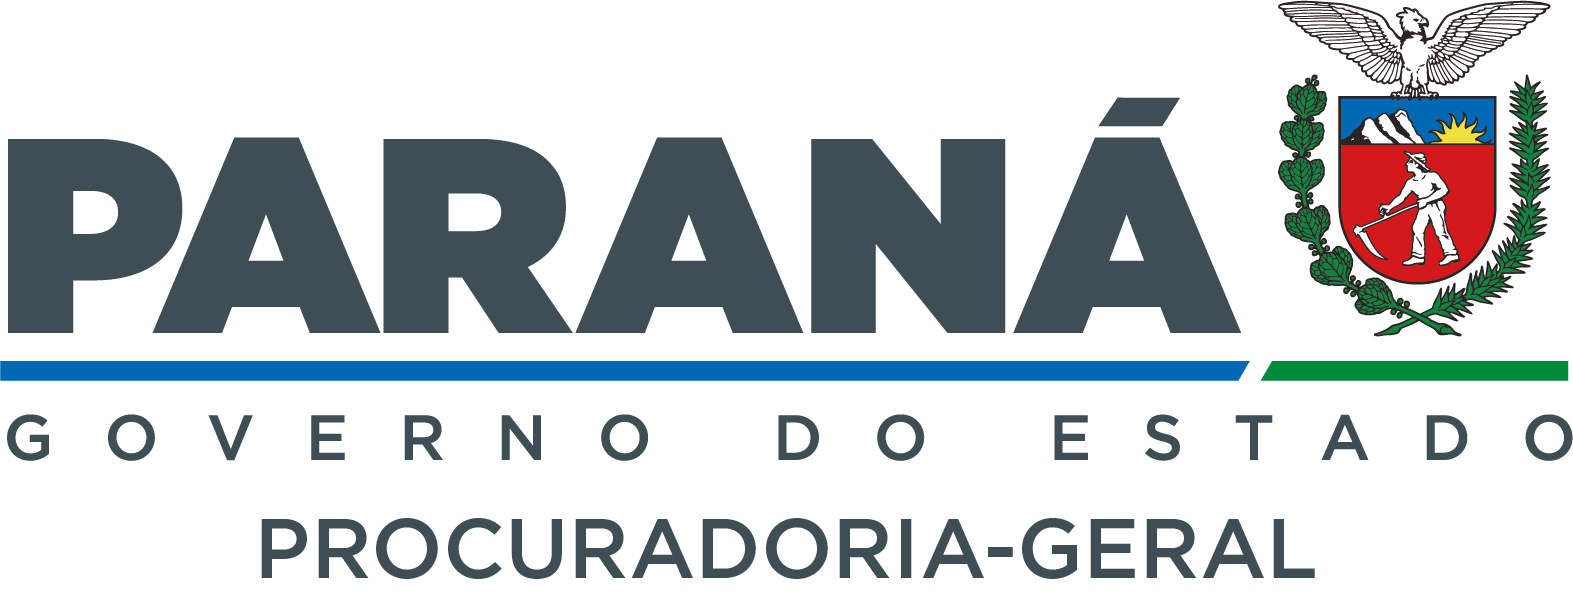 PARANÁ
GOVERNO DO ESTADO
PROCURADORIA-GERAL